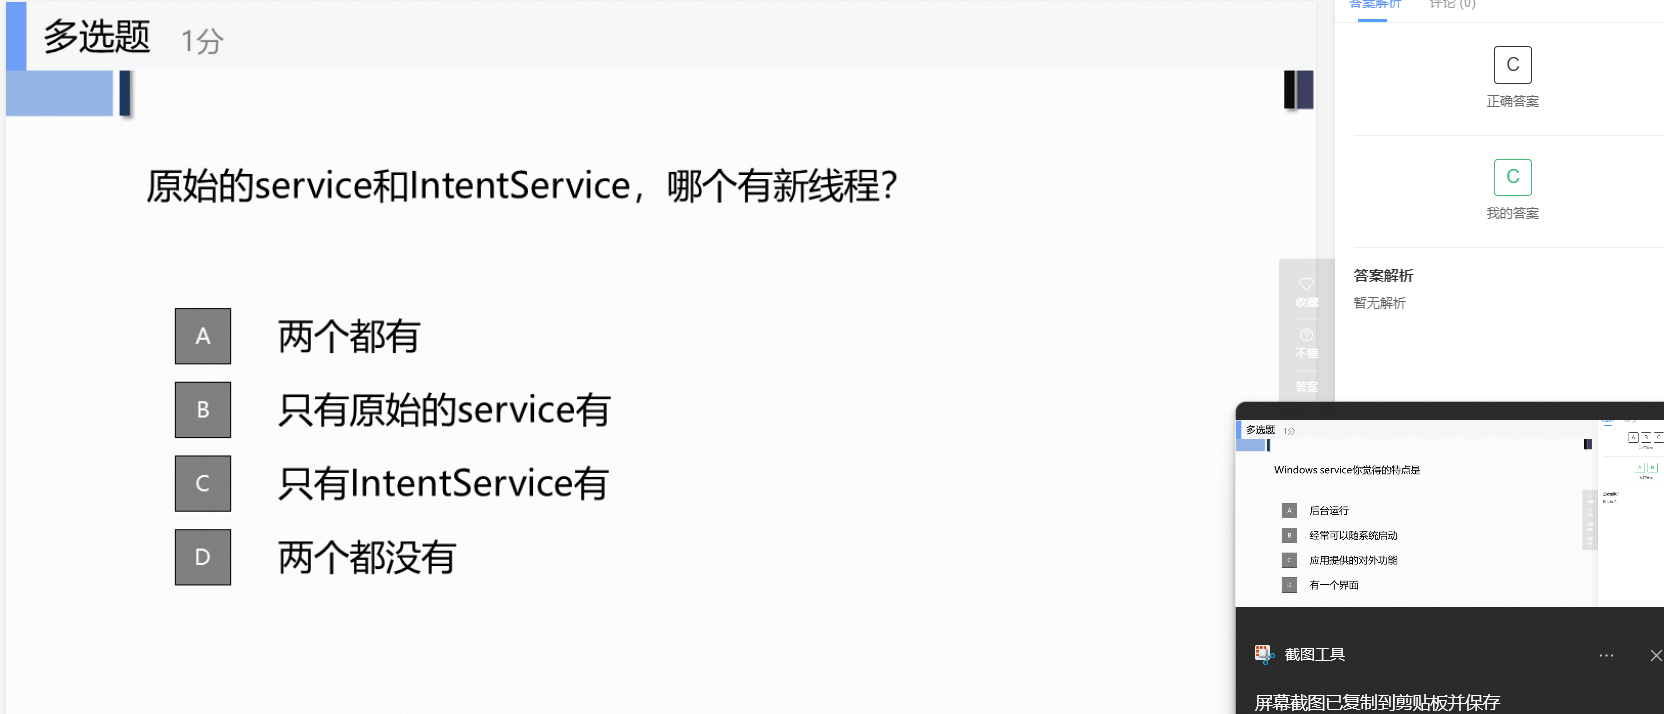 多选题 1分
原始的service和IntentService，哪个有新线程？
A 两个都有
B 只有原始的service有
C 只有IntentService有
D 两个都没有
收藏
不懂
答案
答案解析 评论 (0)
C
正确答案
C
我的答案
答案解析
暂无解析
多选题 1分
Windows service你觉得的特点是
A 后台运行
B 经常可以随系统启动
C 应用提供的对外功能
D 有一个界面
A B C
A B
截图工具
屏幕截图已复制到剪贴板并保存